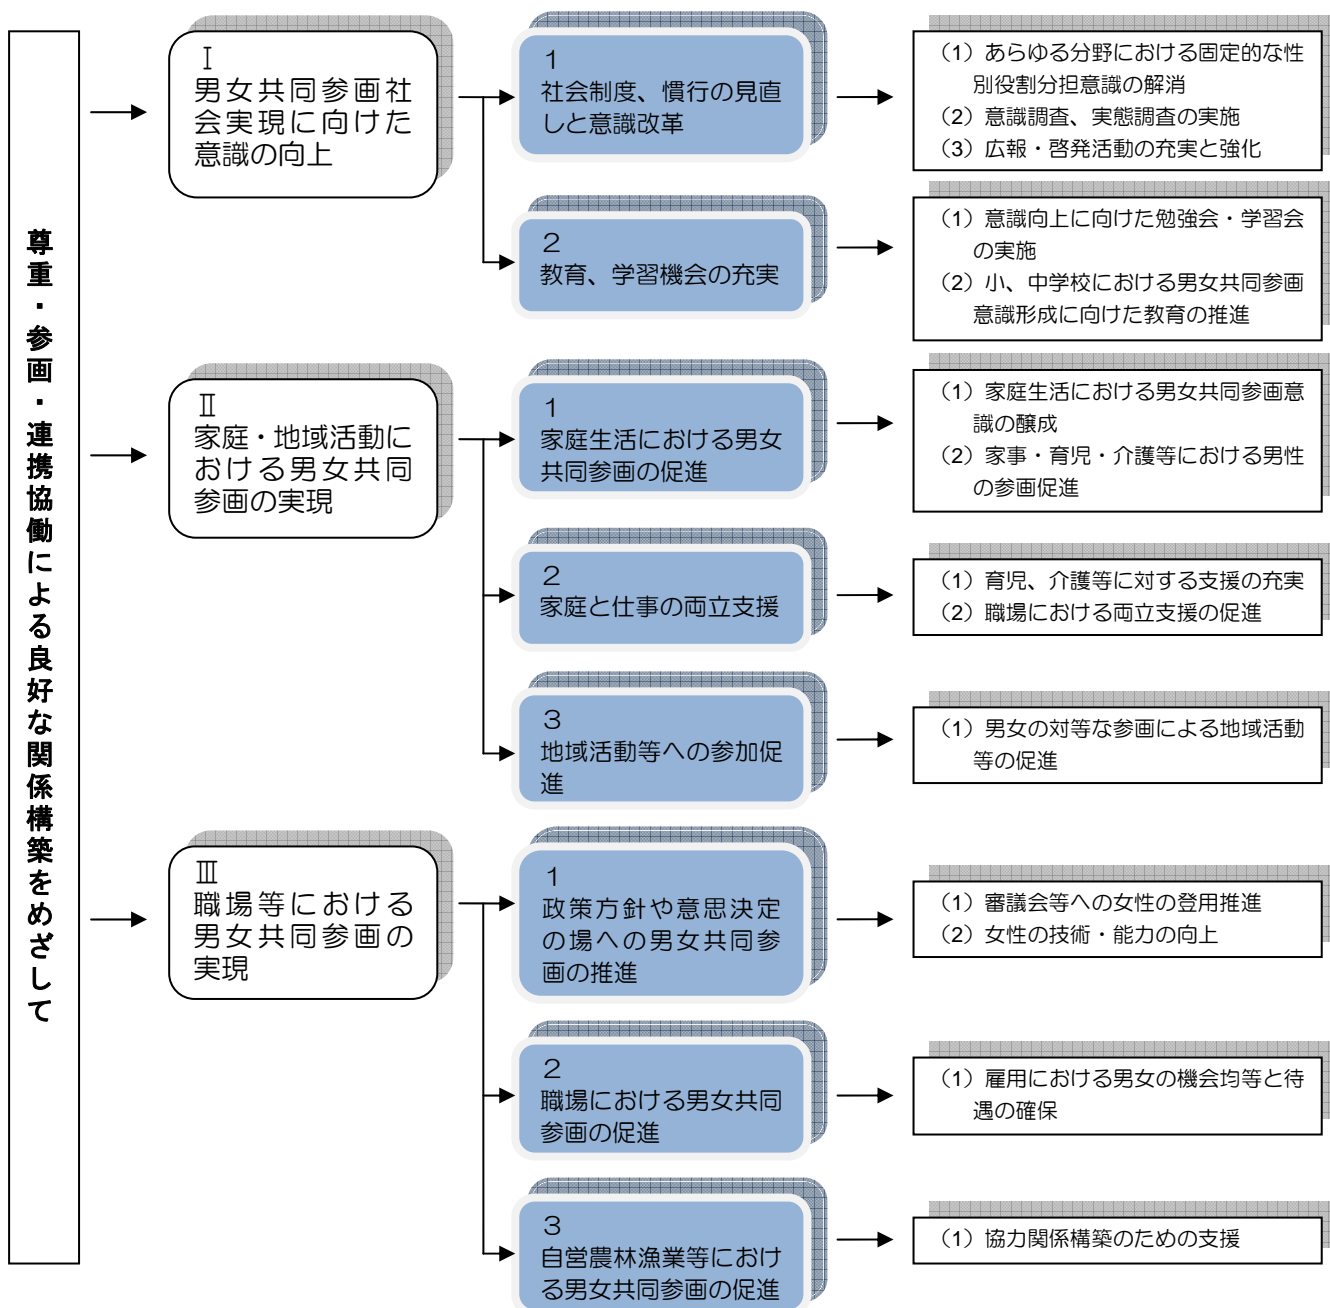 尊重・参画・連携協働による良好な関係構築をめざして
Ⅰ
男女共同参画社
会実現に向けた
意識の向上
1
社会制度、慣行の見直
しと意識改革
(1) あらゆる分野における固定的な性
別役割分担意識の解消
(2) 意識調査、実態調査の実施
(3) 広報・啓発活動の充実と強化
2
教育、学習機会の充実
(1) 意識向上に向けた勉強会・学習会
の実施
(2) 小、中学校における男女共同参画
意識形成に向けた教育の推進
Ⅱ
家庭・地域活動に
おける男女共同
参画の実現
1
家庭生活における男女
共同参画の促進
(1) 家庭生活における男女共同参画意
識の醸成
(2) 家事・育児・介護等における男性
の参画促進
2
家庭と仕事の両立支援
(1) 育児、介護等に対する支援の充実
(2) 職場における両立支援の促進
3
地域活動等への参加促
進
(1) 男女の対等な参画による地域活動
等の促進
Ⅲ
職場等における
男女共同参画の
実現
1
政策方針や意思決定
の場への男女共同参
画の推進
(1) 審議会等への女性の登用推進
(2) 女性の技術・能力の向上
2
職場における男女共同
参画の促進
(1) 雇用における男女の機会均等と待
遇の確保
3
自営農林漁業等におけ
る男女共同参画の促進
(1) 協力関係構築のための支援